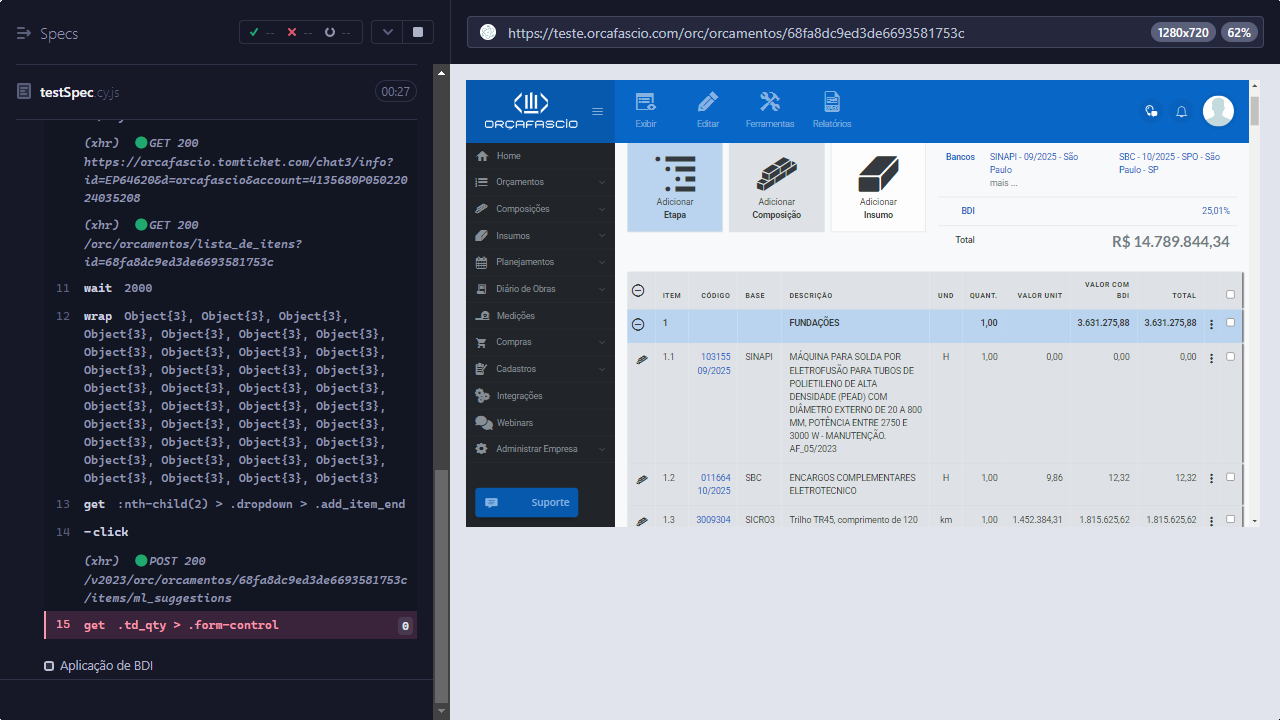 Specs
--
--
--
https://teste.orcafascio.com/orc/orcamentos/68fa8dc9ed3de6693581753c
1280x720
62%
testSpec.cy.js
00:27
(xhr) GET 200
https://orcafascio.tomticket.com/chat3/info?
id=EP64620&d=orcafascio&account=4135680P050220
24035208
(xhr) GET 200
/orc/orcamentos/lista_de_itens?
id=68fa8dc9ed3de6693581753c
11 wait 2000
12 wrap Object{3}, Object{3}, Object{3},
Object{3}, Object{3}, Object{3}, Object{3},
Object{3}, Object{3}, Object{3}, Object{3},
Object{3}, Object{3}, Object{3}, Object{3},
Object{3}, Object{3}, Object{3}, Object{3},
Object{3}, Object{3}, Object{3}, Object{3},
Object{3}, Object{3}, Object{3}, Object{3},
Object{3}, Object{3}, Object{3}, Object{3},
Object{3}, Object{3}, Object{3}, Object{3},
Object{3}, Object{3}, Object{3}, Object{3}
13 get :nth-child(2) > .dropdown > .add_item_end
14 -click
(xhr) POST 200
/v2023/orc/orcamentos/68fa8dc9ed3de6693581753c
/items/ml_suggestions
15 get .td_qty > .form-control 0
Aplicação de BDI
ORÇAFASCIO
Exibir
Editar
Ferramentas
Relatórios
Home
Orçamentos
Composições
Insumos
Planejamentos
Diário de Obras
Medições
Compras
Cadastros
Integrações
Webinars
Administrar Empresa
Suporte
Adicionar
Etapa
Adicionar
Composição
Adicionar
Insumo
Bancos SINAPI - 09/2025 - São Paulo SBC - 10/2025 - SPO - São Paulo - SP
mais ...
BDI 25,01%
Total R$ 14.789.844,34
ITEM CÓDIGO BASE DESCRIÇÃO UND QUANT. VALOR UNIT VALOR COM BDI TOTAL
1 FUNDAÇÕES 1,00 3.631.275,88 3.631.275,88
1.1 103155 SINAPI MÁQUINA PARA SOLDA POR H 1,00 0,00 0,00 0,00
09/2025 ELETROFUSÃO PARA TUBOS DE
POLIETILENO DE ALTA
DENSIDADE (PEAD) COM
DIÂMETRO EXTERNO DE 20 A 800
MM, POTÊNCIA ENTRE 2750 E
3000 W - MANUTENÇÃO.
AF_05/2023
1.2 011664 SBC ENCARGOS COMPLEMENTARES H 1,00 9,86 12,32 12,32
10/2025 ELETROTECNICO
1.3 3009304 SICRO3 Trilho TR45, comprimento de 120 km 1,00 1.452.384,31 1.815.625,62 1.815.625,62